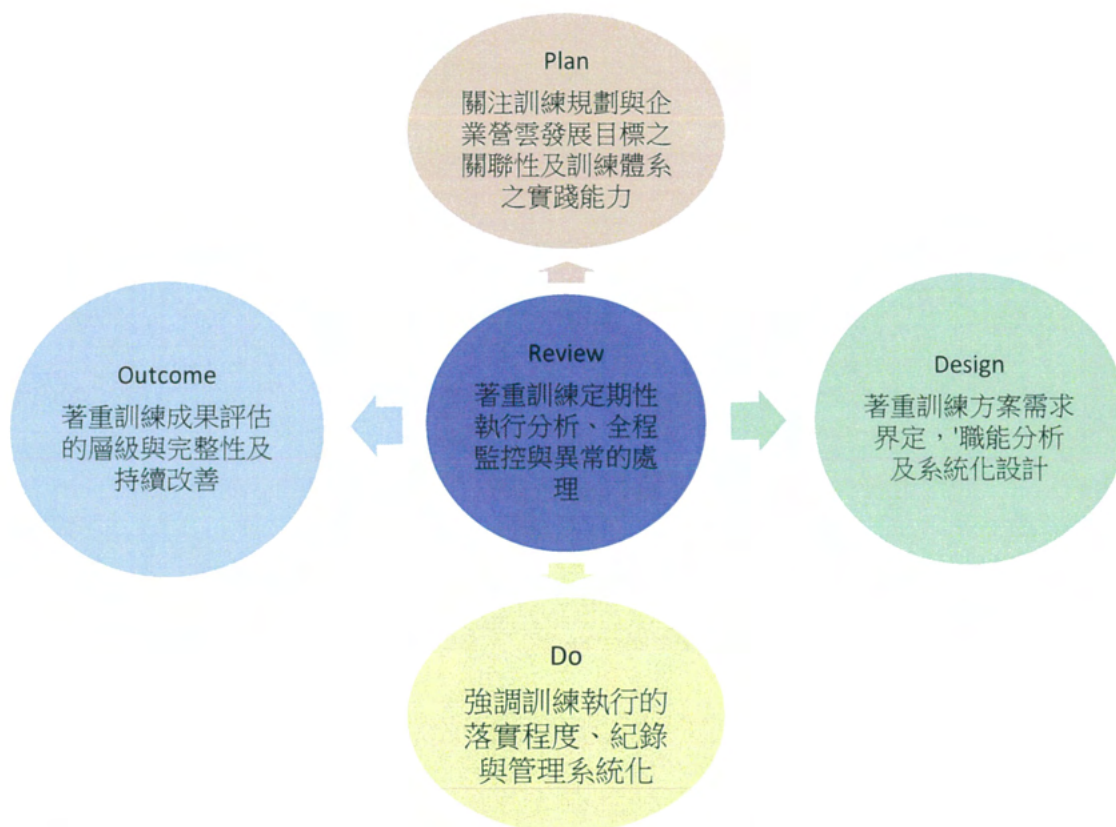 Plan
關注訓練規劃與企
業營雲發展目標之
關聯性及訓練體系
之實踐能力
Outcome
著重訓練成果評估
的層級與完整性及
持續改善
Review
著重訓練定期性
執行分析、全程
監控與異常的處
理
Design
著重訓練方案需求
界定，'職能分析
及系統化設計
Do
強調訓練執行的
落實程度、紀錄
與管理系統化